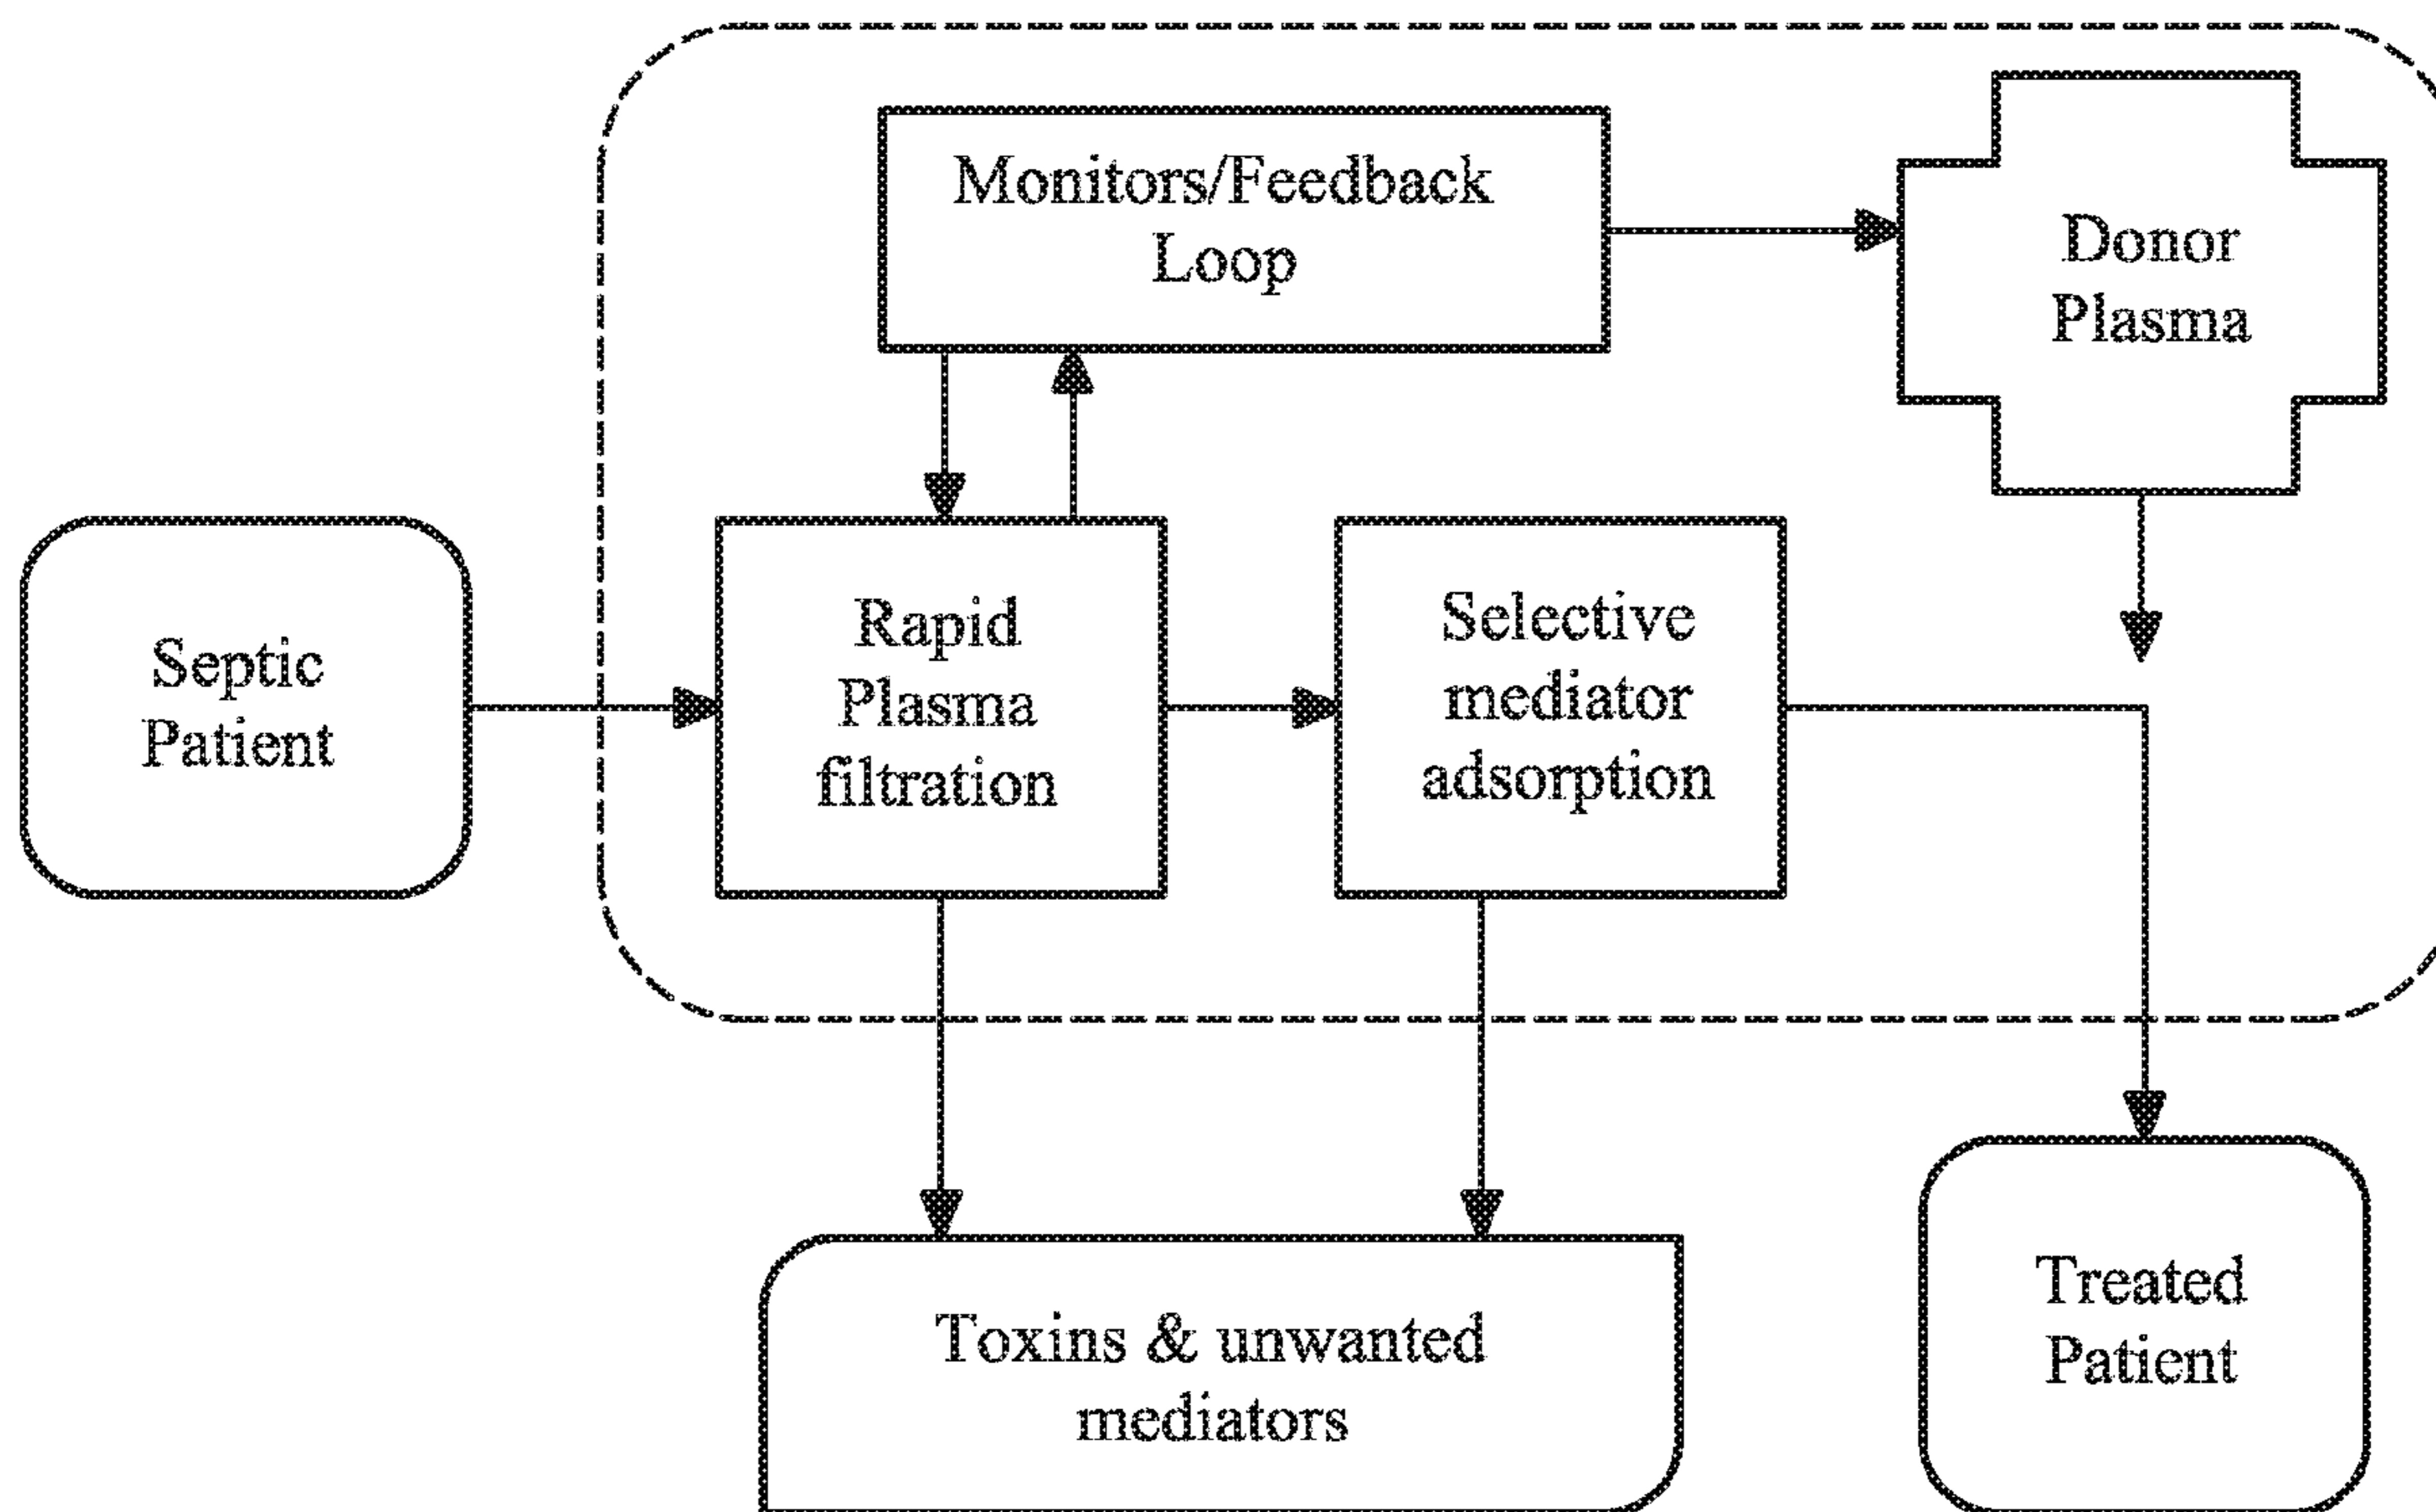 Monitors/Feedback
Loop
Donor
Plasma
Septic
Patient
Rapid
Plasma
filtration
Selective
mediator
adsorption
Toxins & unwanted
mediators
Treated
Patient